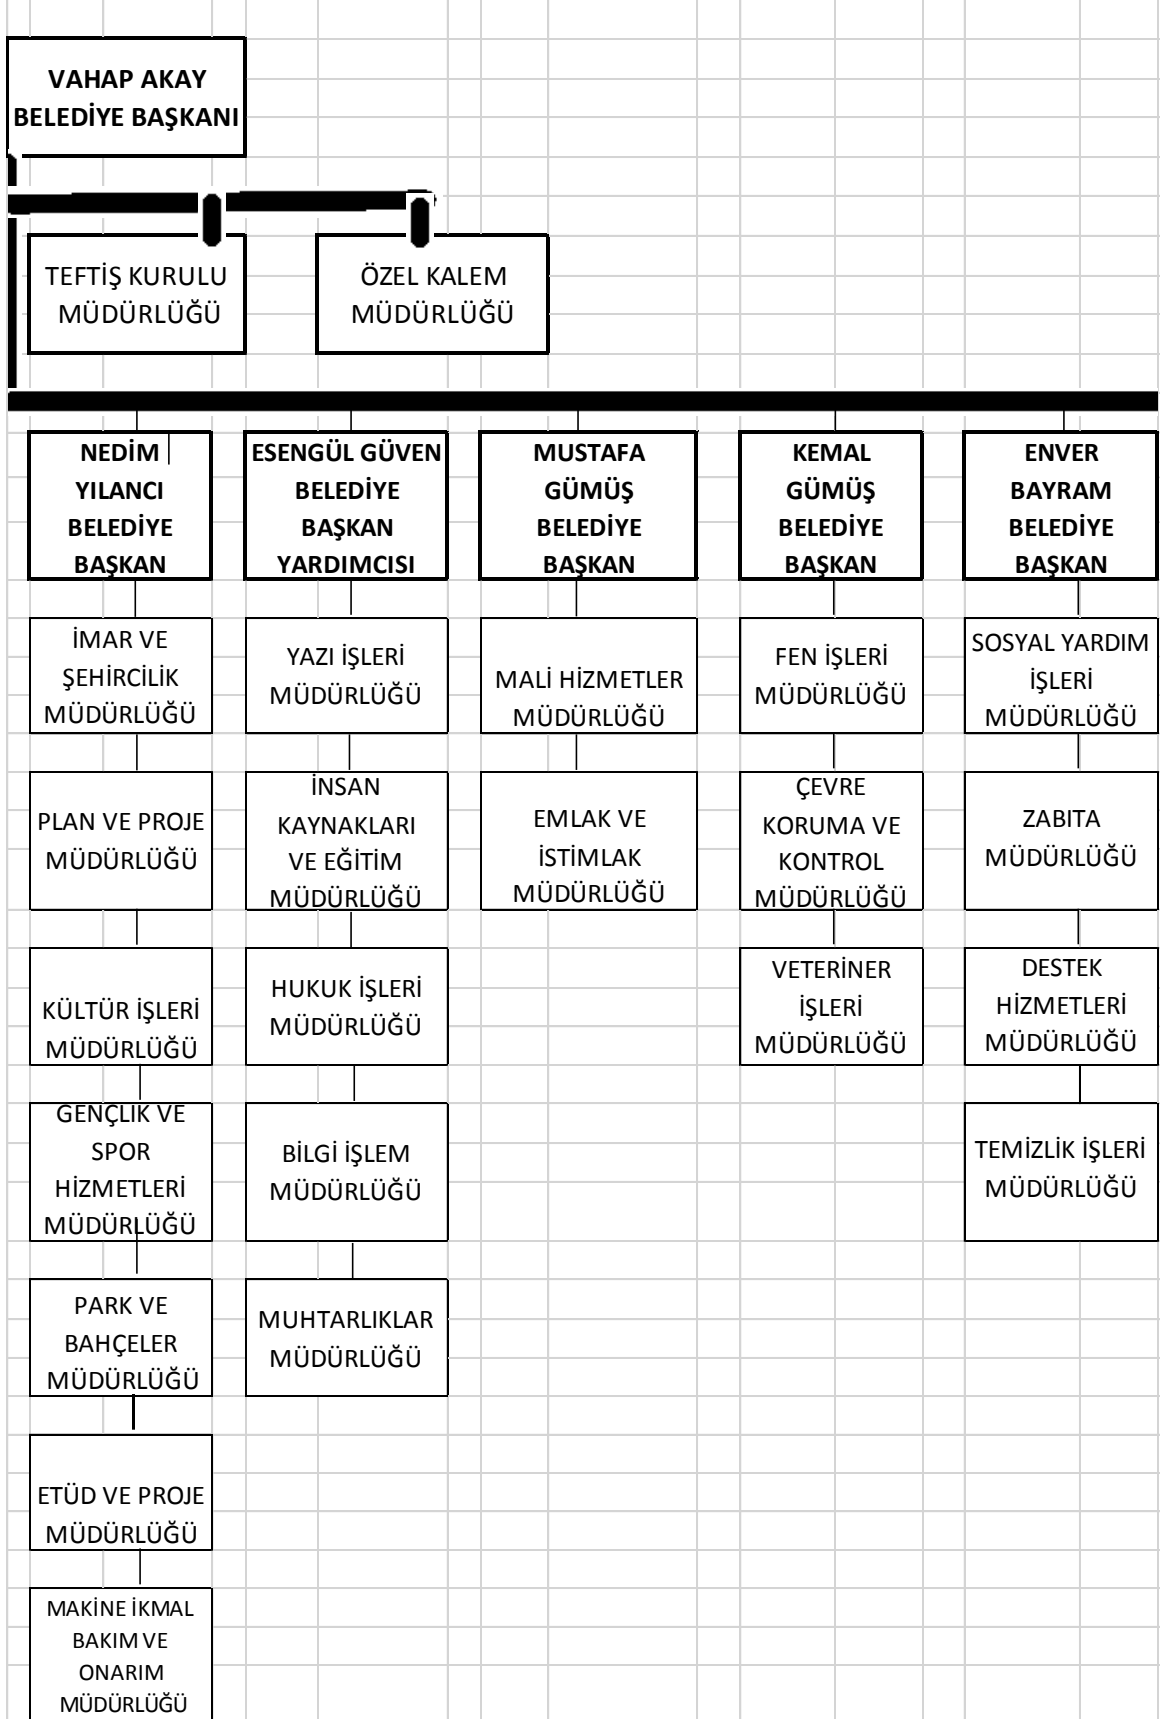 VAHAP AKAY
BELEDİYE BAŞKANI
TEFTİŞ KURULU
MÜDÜRLÜĞÜ
ÖZEL KALEM
MÜDÜRLÜĞÜ
NEDİM
YILANCI
BELEDİYE
BAŞKAN
ESENGÜL GÜVEN
BELEDİYE
BAŞKAN
YARDIMCISI
MUSTAFA
GÜMÜŞ
BELEDİYE
BAŞKAN
KEMAL
GÜMÜŞ
BELEDİYE
BAŞKAN
ENVER
BAYRAM
BELEDİYE
BAŞKAN
İMAR VE
ŞEHİRCİLİK
MÜDÜRLÜĞÜ
YAZI İŞLERİ
MÜDÜRLÜĞÜ
MALİ HİZMETLER
MÜDÜRLÜĞÜ
FEN İŞLERİ
MÜDÜRLÜĞÜ
SOSYAL YARDIM
İŞLERİ
MÜDÜRLÜĞÜ
PLAN VE PROJE
MÜDÜRLÜĞÜ
İNSAN
KAYNAKLARI
VE EĞİTİM
MÜDÜRLÜĞÜ
EMLAK VE
İSTİMLAK
MÜDÜRLÜĞÜ
ÇEVRE
KORUMA VE
KONTROL
MÜDÜRLÜĞÜ
ZABITA
MÜDÜRLÜĞÜ
KÜLTÜR İŞLERİ
MÜDÜRLÜĞÜ
HUKUK İŞLERİ
MÜDÜRLÜĞÜ
VETERİNER
İŞLERİ
MÜDÜRLÜĞÜ
DESTEK
HİZMETLERİ
MÜDÜRLÜĞÜ
GENÇLİK VE
SPOR
HİZMETLERİ
MÜDÜRLÜĞÜ
BİLGİ İŞLEM
MÜDÜRLÜĞÜ
TEMİZLİK İŞLERİ
MÜDÜRLÜĞÜ
PARK VE
BAHÇELER
MÜDÜRLÜĞÜ
MUHTARLIKLAR
MÜDÜRLÜĞÜ
ETÜD VE PROJE
MÜDÜRLÜĞÜ
MAKİNE İKMAL
BAKIM VE
ONARIM
MÜDÜRLÜĞÜ